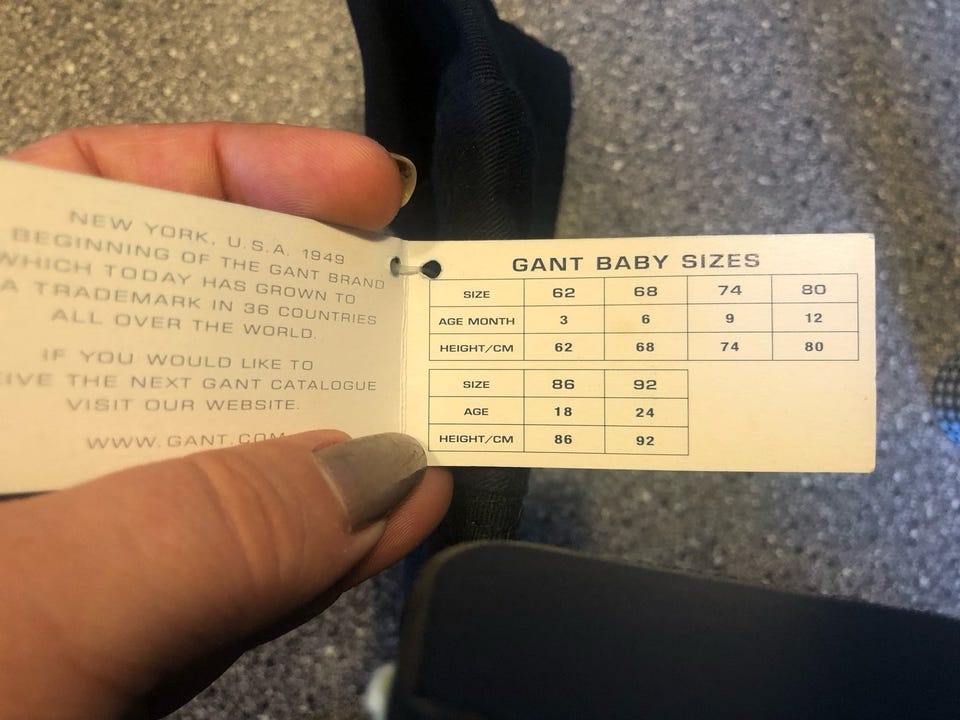 NEW YORK, U.S.A. 1949
BEGINNING OF THE GANT BRAND
WHICH TODAY HAS GROWN TO
A TRADEMARK IN 36 COUNTRIES
ALL OVER THE WORLD.
IF YOU WOULD LIKE TO
THE NEXT GANT CATALOGUE
VISIT OUR WEBSITE.
WWW.GANT.COM
GANT BABY SIZES
SIZE 62 68 74 80
AGE MONTH 3 6 9 12
HEIGHT/CM 62 68 74 80
SIZE 86 92
AGE 18 24
HEIGHT/CM 86 92